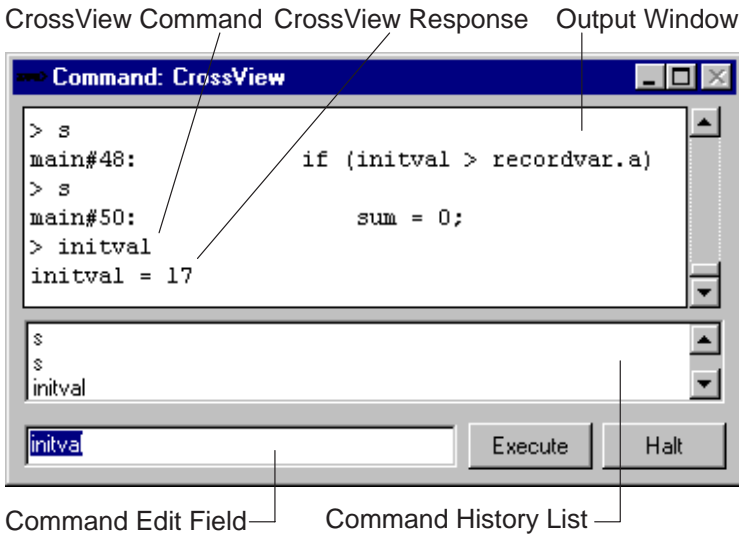 CrossView Command CrossView Response Output Window
Command: CrossView
> s
main#48: if (initval > recordvar.a)
> s
main#50: sum = 0;
> initval
initval = 17
s
s
initval
initval Execute Halt
Command Edit Field Command History List